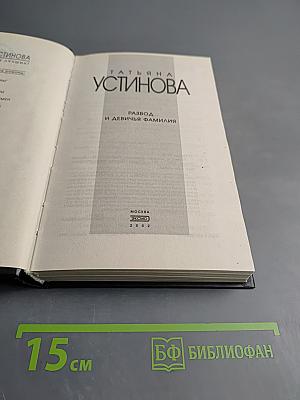 УСТИНОВА
ТАТЬЯНА
УСТИНОВА
РАЗВОД
И ДЕВИЧЬЯ ФАМИЛИЯ
МОСКВА
ЭКСМО
2002
15 см
БФ БИБЛИОФАН